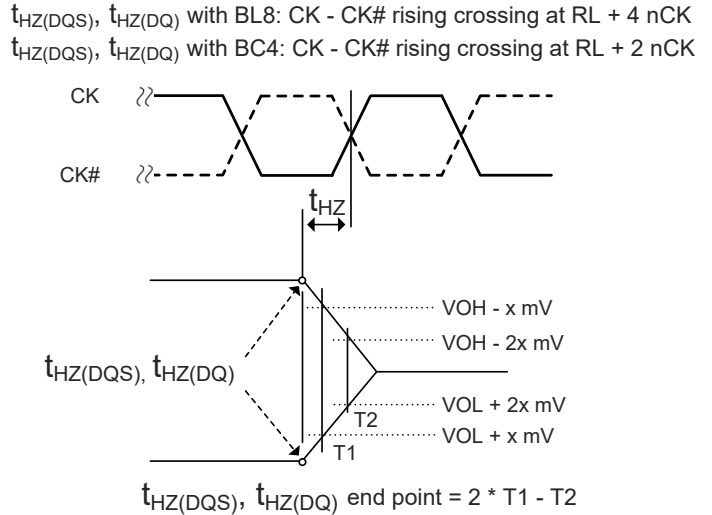 tHZ(DQS), tHZ(DQ) with BL8: CK - CK# rising crossing at RL + 4 nCK
tHZ(DQS), tHZ(DQ) with BC4: CK - CK# rising crossing at RL + 2 nCK
CK
CK#
tHZ
VOH - x mV
VOH - 2x mV
tHZ(DQS), tHZ(DQ)
VOL + 2x mV
T2
VOL + x mV
T1
tHZ(DQS), tHZ(DQ) end point = 2 * T1 - T2